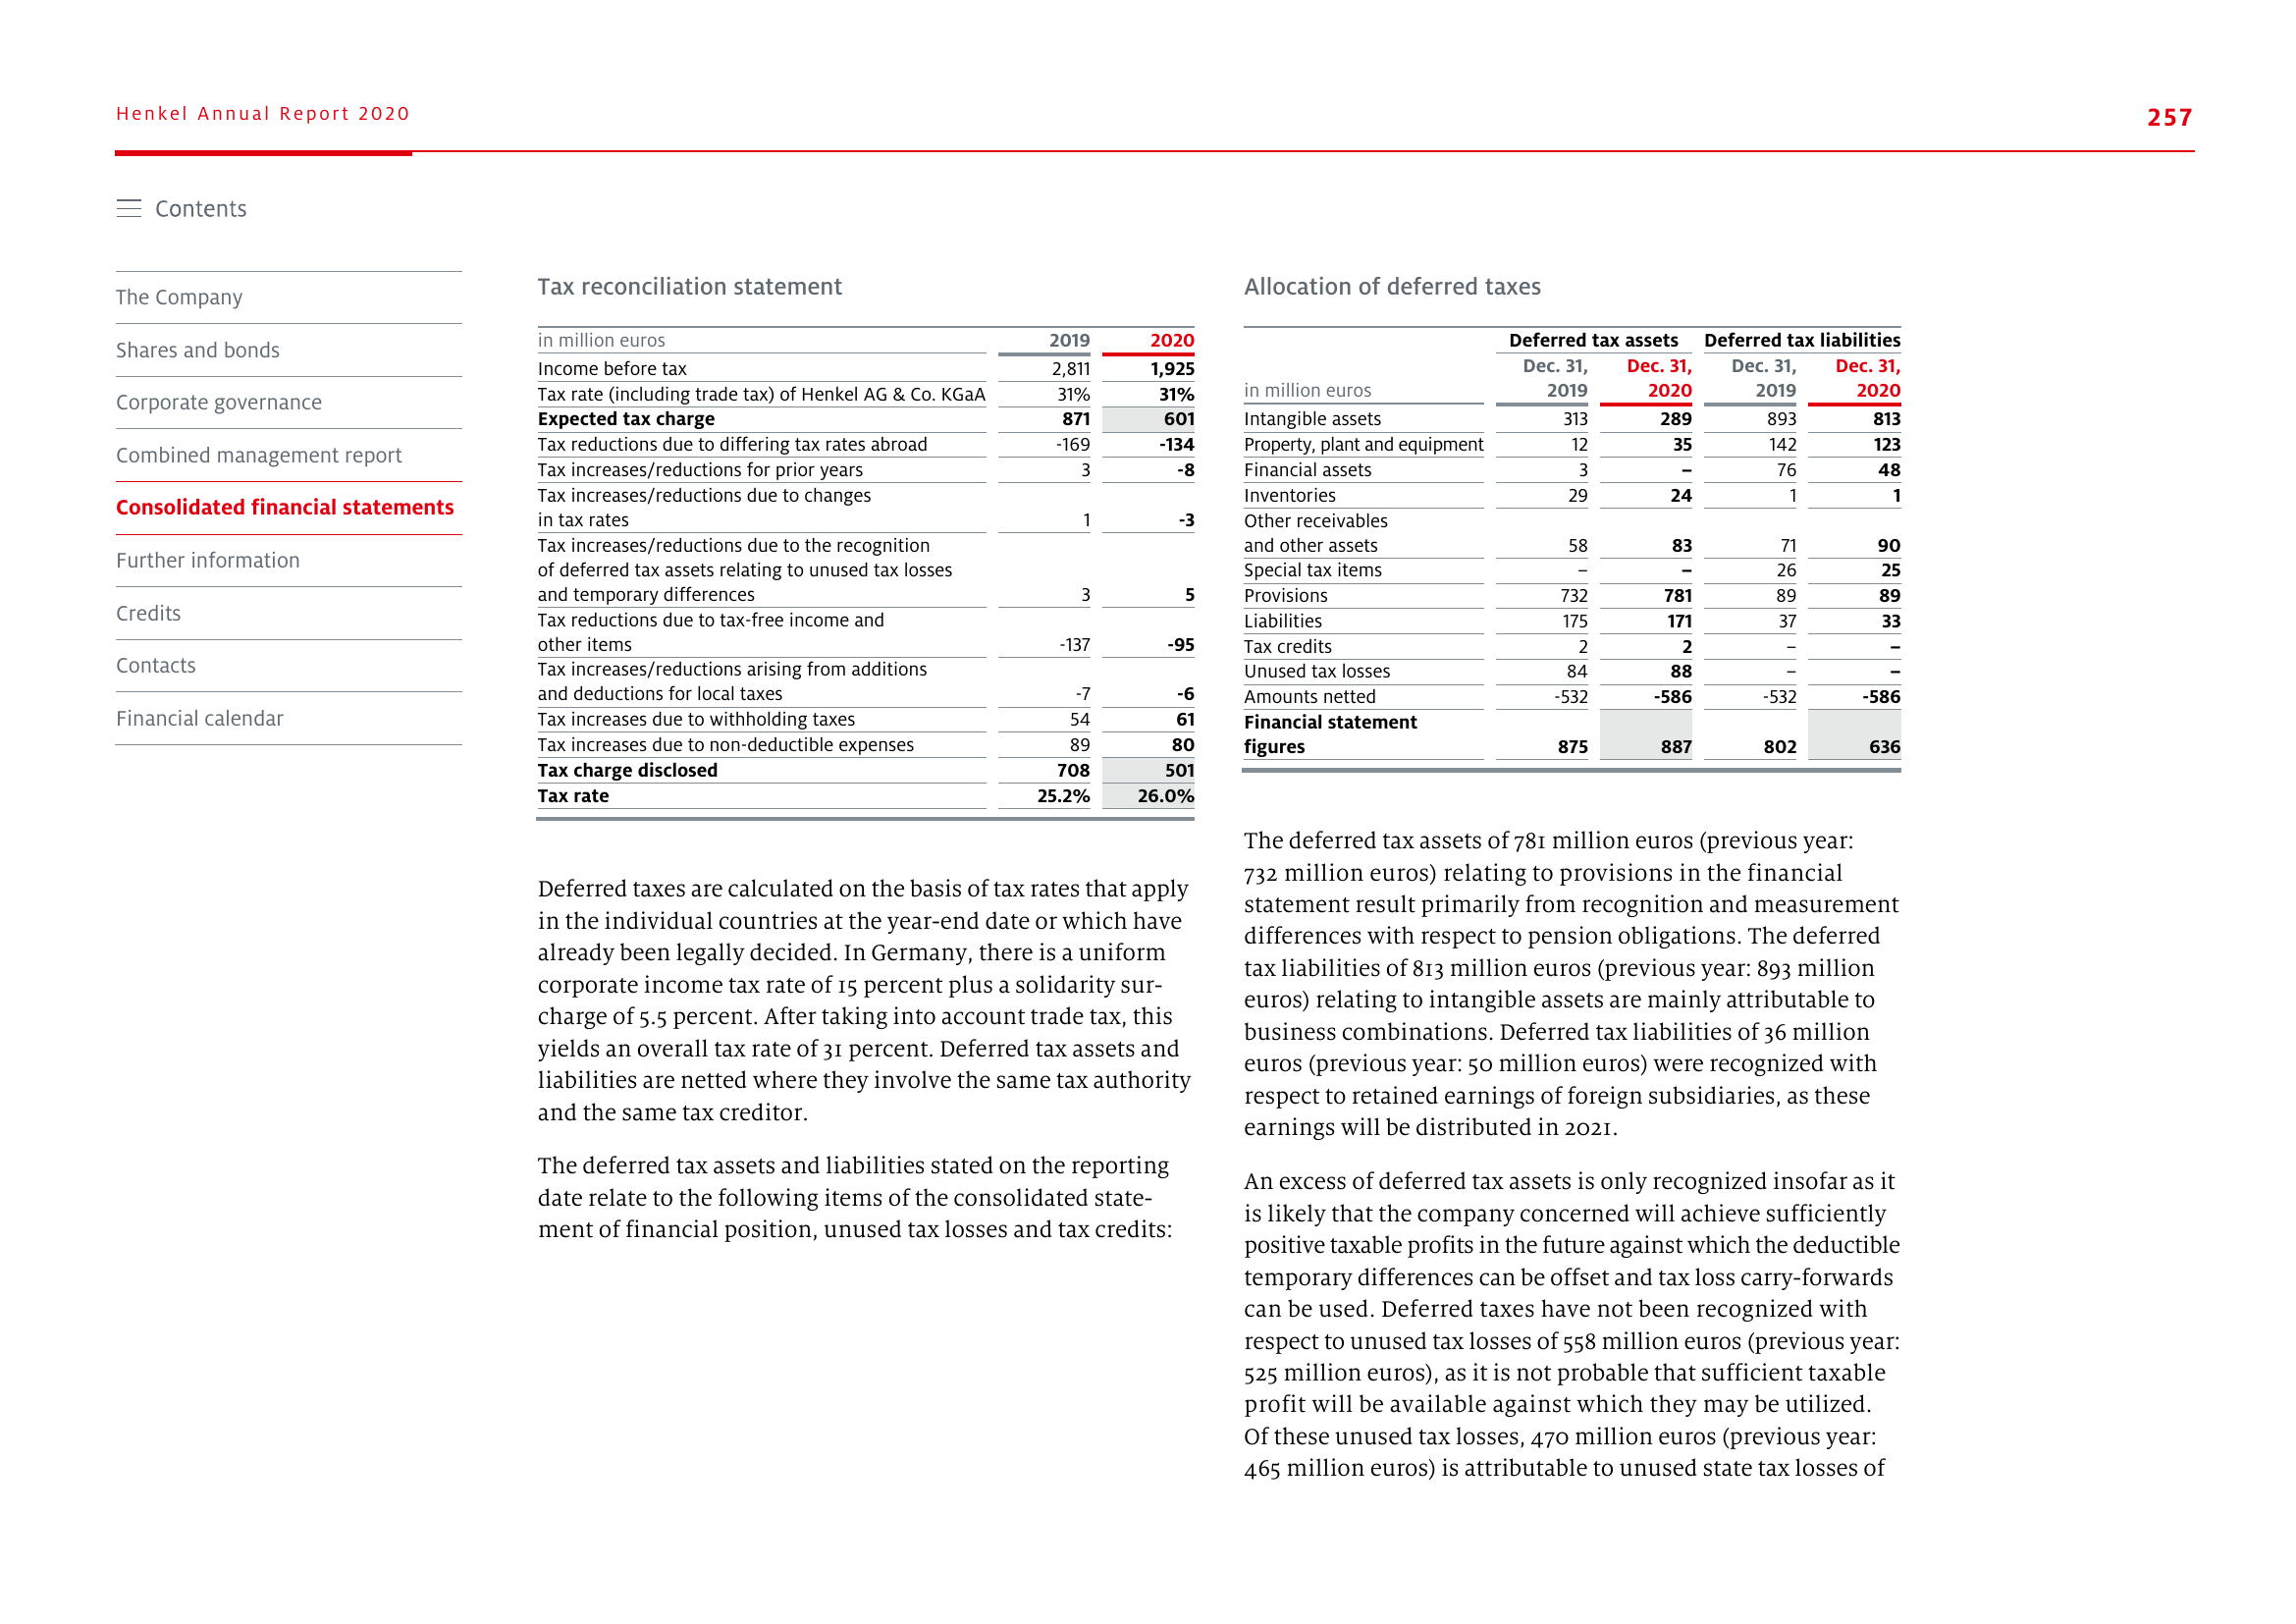 Henkel Annual Report 2020
257
Contents
The Company
Shares and bonds
Corporate governance
Combined management report
Consolidated financial statements
Further information
Credits
Contacts
Financial calendar
Tax reconciliation statement
in million euros 2019 2020
Income before tax 2,811 1,925
Tax rate (including trade tax) of Henkel AG & Co. KGaA 31% 31%
Expected tax charge 871 601
Tax reductions due to differing tax rates abroad -169 -134
Tax increases/reductions for prior years 3 -8
Tax increases/reductions due to changes
in tax rates 1 -3
Tax increases/reductions due to the recognition
of deferred tax assets relating to unused tax losses
and temporary differences 3 5
Tax reductions due to tax-free income and
other items -137 -95
Tax increases/reductions arising from additions
and deductions for local taxes -7 -6
Tax increases due to withholding taxes 54 61
Tax increases due to non-deductible expenses 89 80
Tax charge disclosed 708 501
Tax rate 25.2% 26.0%
Deferred taxes are calculated on the basis of tax rates that apply
in the individual countries at the year-end date or which have
already been legally decided. In Germany, there is a uniform
corporate income tax rate of 15 percent plus a solidarity sur-
charge of 5.5 percent. After taking into account trade tax, this
yields an overall tax rate of 31 percent. Deferred tax assets and
liabilities are netted where they involve the same tax authority
and the same tax creditor.
The deferred tax assets and liabilities stated on the reporting
date relate to the following items of the consolidated state-
ment of financial position, unused tax losses and tax credits:
Allocation of deferred taxes
Deferred tax assets Deferred tax liabilities
Dec. 31, Dec. 31, Dec. 31, Dec. 31,
in million euros 2019 2020 2019 2020
Intangible assets 313 289 893 813
Property, plant and equipment 12 35 142 123
Financial assets 3 – 76 48
Inventories 29 24 1 1
Other receivables
and other assets 58 83 71 90
Special tax items – – 26 25
Provisions 732 781 89 89
Liabilities 175 171 37 33
Tax credits 2 2 – –
Unused tax losses 84 88 – –
Amounts netted -532 -586 -532 -586
Financial statement
figures 875 887 802 636
The deferred tax assets of 781 million euros (previous year:
732 million euros) relating to provisions in the financial
statement result primarily from recognition and measurement
differences with respect to pension obligations. The deferred
tax liabilities of 813 million euros (previous year: 893 million
euros) relating to intangible assets are mainly attributable to
business combinations. Deferred tax liabilities of 36 million
euros (previous year: 50 million euros) were recognized with
respect to retained earnings of foreign subsidiaries, as these
earnings will be distributed in 2021.
An excess of deferred tax assets is only recognized insofar as it
is likely that the company concerned will achieve sufficiently
positive taxable profits in the future against which the deductible
temporary differences can be offset and tax loss carry-forwards
can be used. Deferred taxes have not been recognized with
respect to unused tax losses of 558 million euros (previous year:
525 million euros), as it is not probable that sufficient taxable
profit will be available against which they may be utilized.
Of these unused tax losses, 470 million euros (previous year:
465 million euros) is attributable to unused state tax losses of